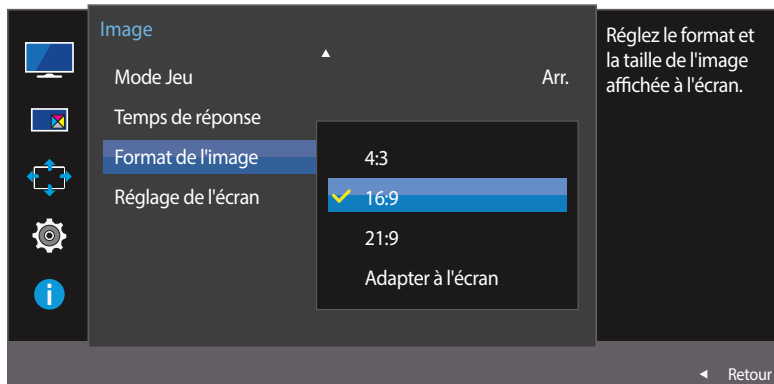 Image
Mode Jeu Arr.
Temps de réponse
Format de l'image
Réglage de l'écran
4:3
16:9
21:9
Adapter à l'écran
Réglez le format et
la taille de l'image
affichée à l'écran.
i
Retour